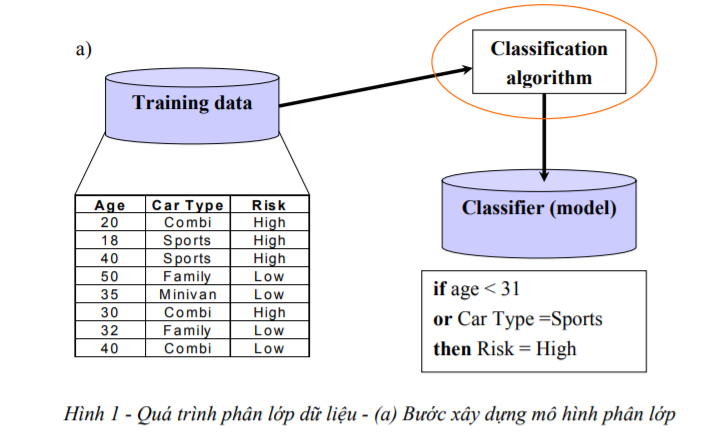 a)
Classification
algorithm
Training data
Classifier (model)
Age Car Type Risk
20 Combi High
18 Sports High
40 Sports High
50 Family Low
35 Minivan Low
30 Combi High
32 Family Low
40 Combi Low
if age < 31
or Car Type =Sports
then Risk = High
Hình 1 - Quá trình phân lớp dữ liệu - (a) Bước xây dựng mô hình phân lớp